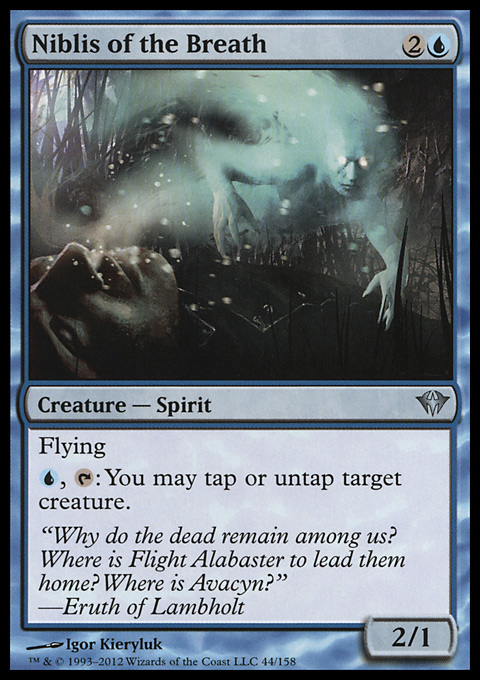 Niblis of the Breath 2
Creature — Spirit
Flying
, : You may tap or untap target
creature.
“Why do the dead remain among us?
Where is Flight Alabaster to lead them
home? Where is Avacyn?”
—Eruth of Lambholt
2/1
Igor Kieryluk
™ & © 1993–2012 Wizards of the Coast LLC 44/158